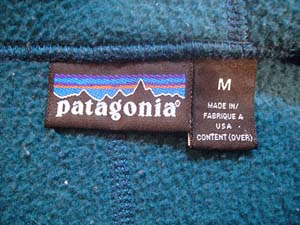 patagonia®
M
MADE IN/
FABRIQUE A
USA
CONTENT (OVER)